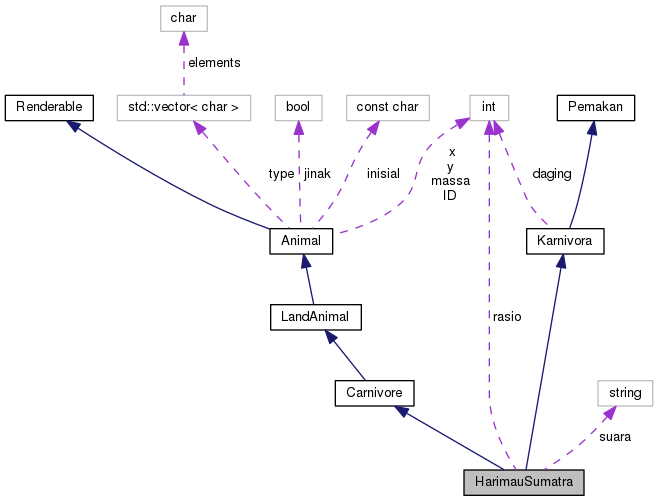 char
elements
Renderable
std::vector< char >
bool
const char
int
Pemakan
type
jinak
inisial
x
y
massa
ID
daging
Animal
Karnivora
LandAnimal
rasio
Carnivore
string
suara
HarimauSumatra